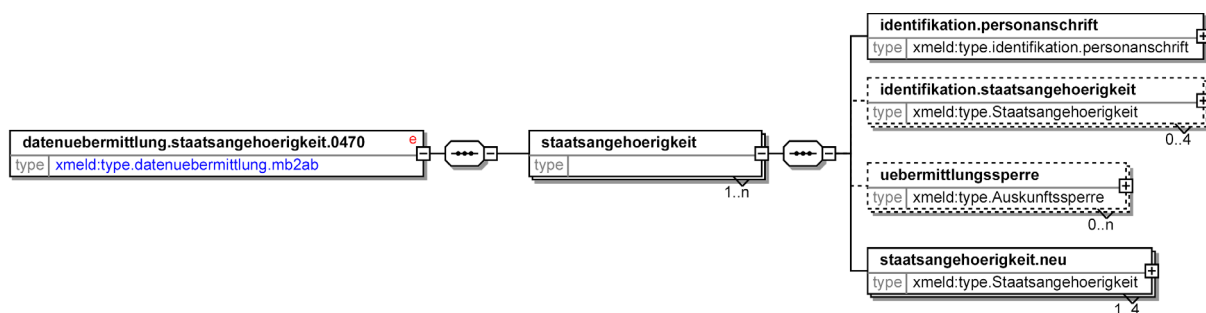 identifikation.personanschrift
type xmeld:type.identifikation.personanschrift
identifikation.staatsangehoerigkeit
type xmeld:type.Staatsangehoerigkeit
0..4
datenuebermittlung.staatsangehoerigkeit.0470 e
type xmeld:type.datenuebermittlung.mb2ab
staatsangehoerigkeit
type
1..n
uebermittlungssperre
type xmeld:type.Auskunftssperre
0..n
staatsangehoerigkeit.neu
type xmeld:type.Staatsangehoerigkeit
1..4